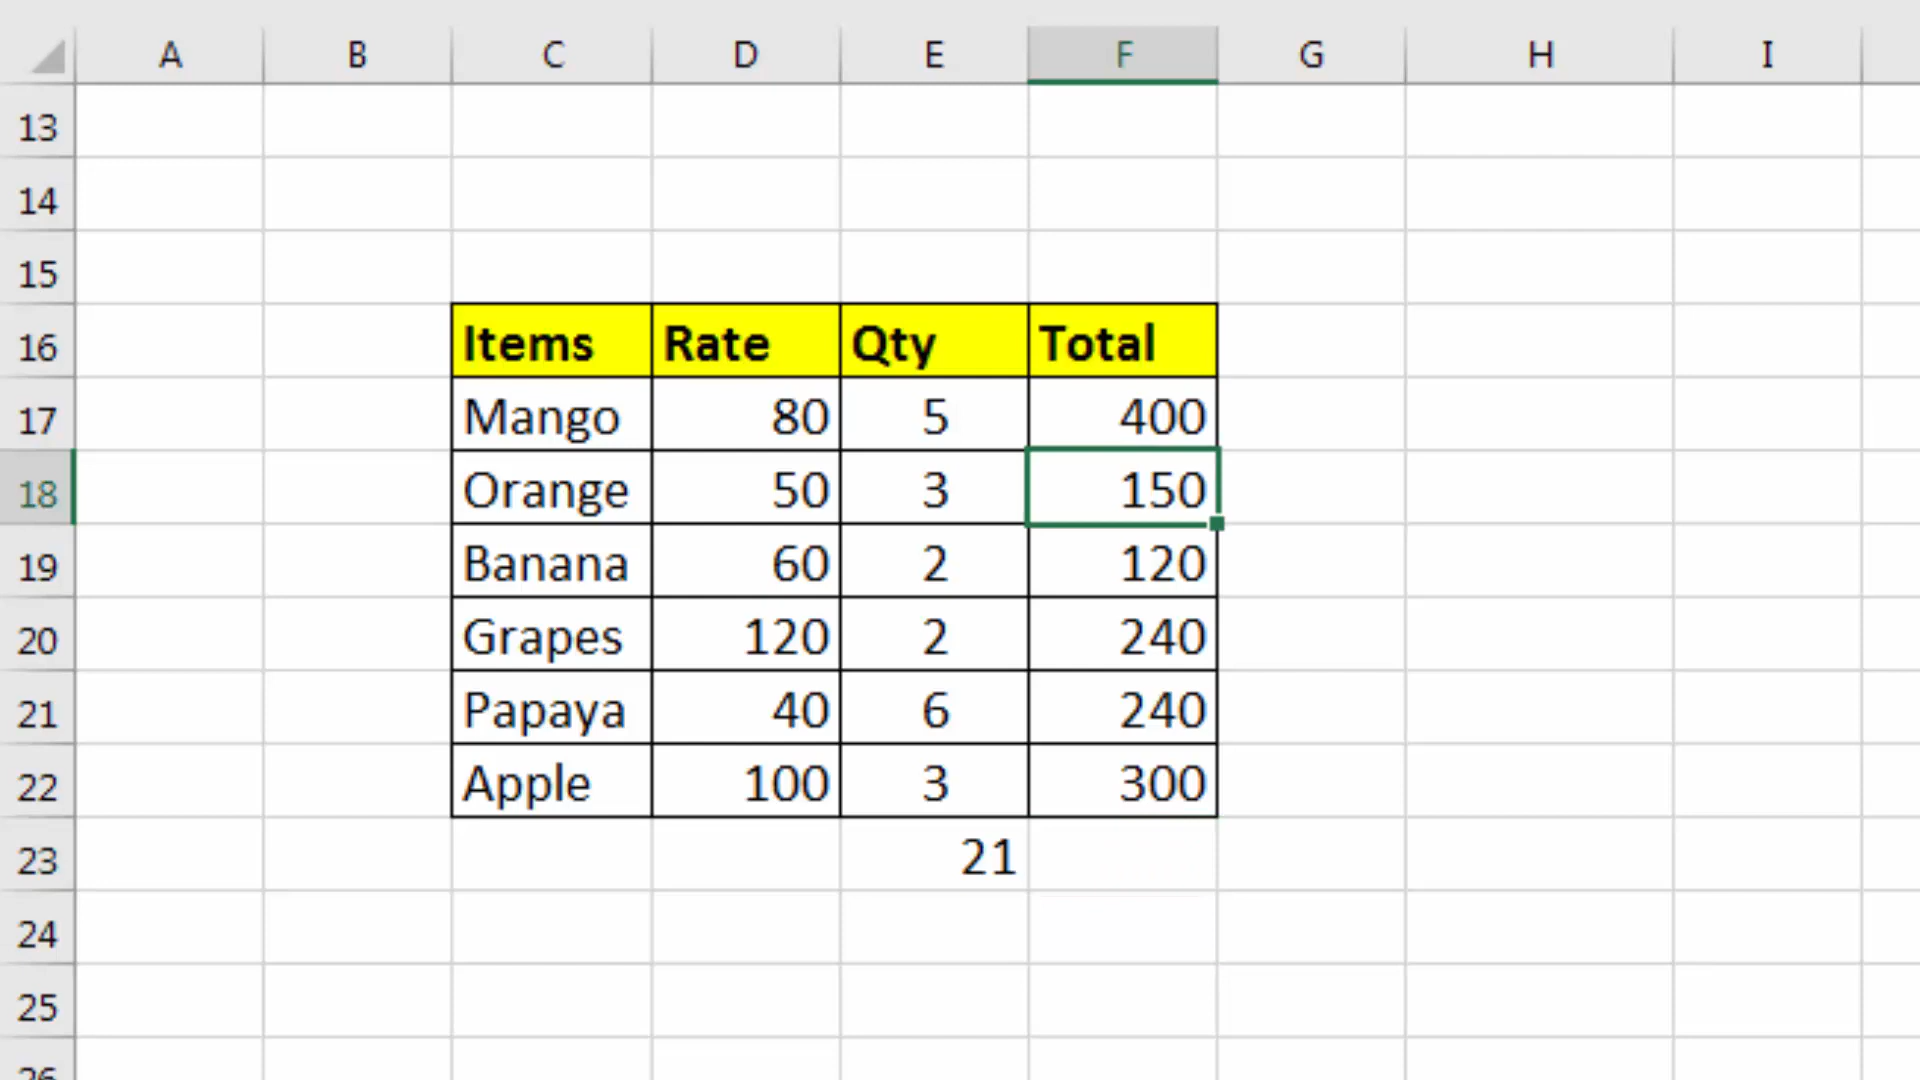 A B C D E F G H I
13
14
15
16 Items Rate Qty Total
17 Mango 80 5 400
18 Orange 50 3 150
19 Banana 60 2 120
20 Grapes 120 2 240
21 Papaya 40 6 240
22 Apple 100 3 300
23 21
24
25
26